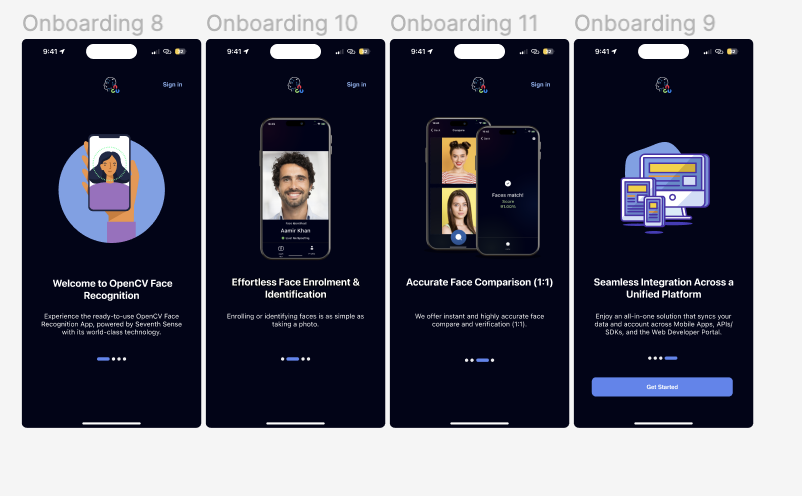 Onboarding 8
Onboarding 10
Onboarding 11
Onboarding 9
9:41
Sign in
Welcome to OpenCV Face
Recognition
Experience the ready-to-use OpenCV Face
Recognition App, powered by Seventh Sense
with its world-class technology.
9:41
Sign in
Aamir Khan
Effortless Face Enrolment &
Identification
Enrolling or identifying faces is as simple as
taking a photo.
9:41
Sign in
Faces match!
Score
Accurate Face Comparison (1:1)
We offer instant and highly accurate face
compare and verification (1:1).
9:41
Seamless Integration Across a
Unified Platform
Enjoy an all-in-one solution that syncs your
data and account across Mobile Apps, APIs/
SDKs, and the Web Developer Portal.
Get Started